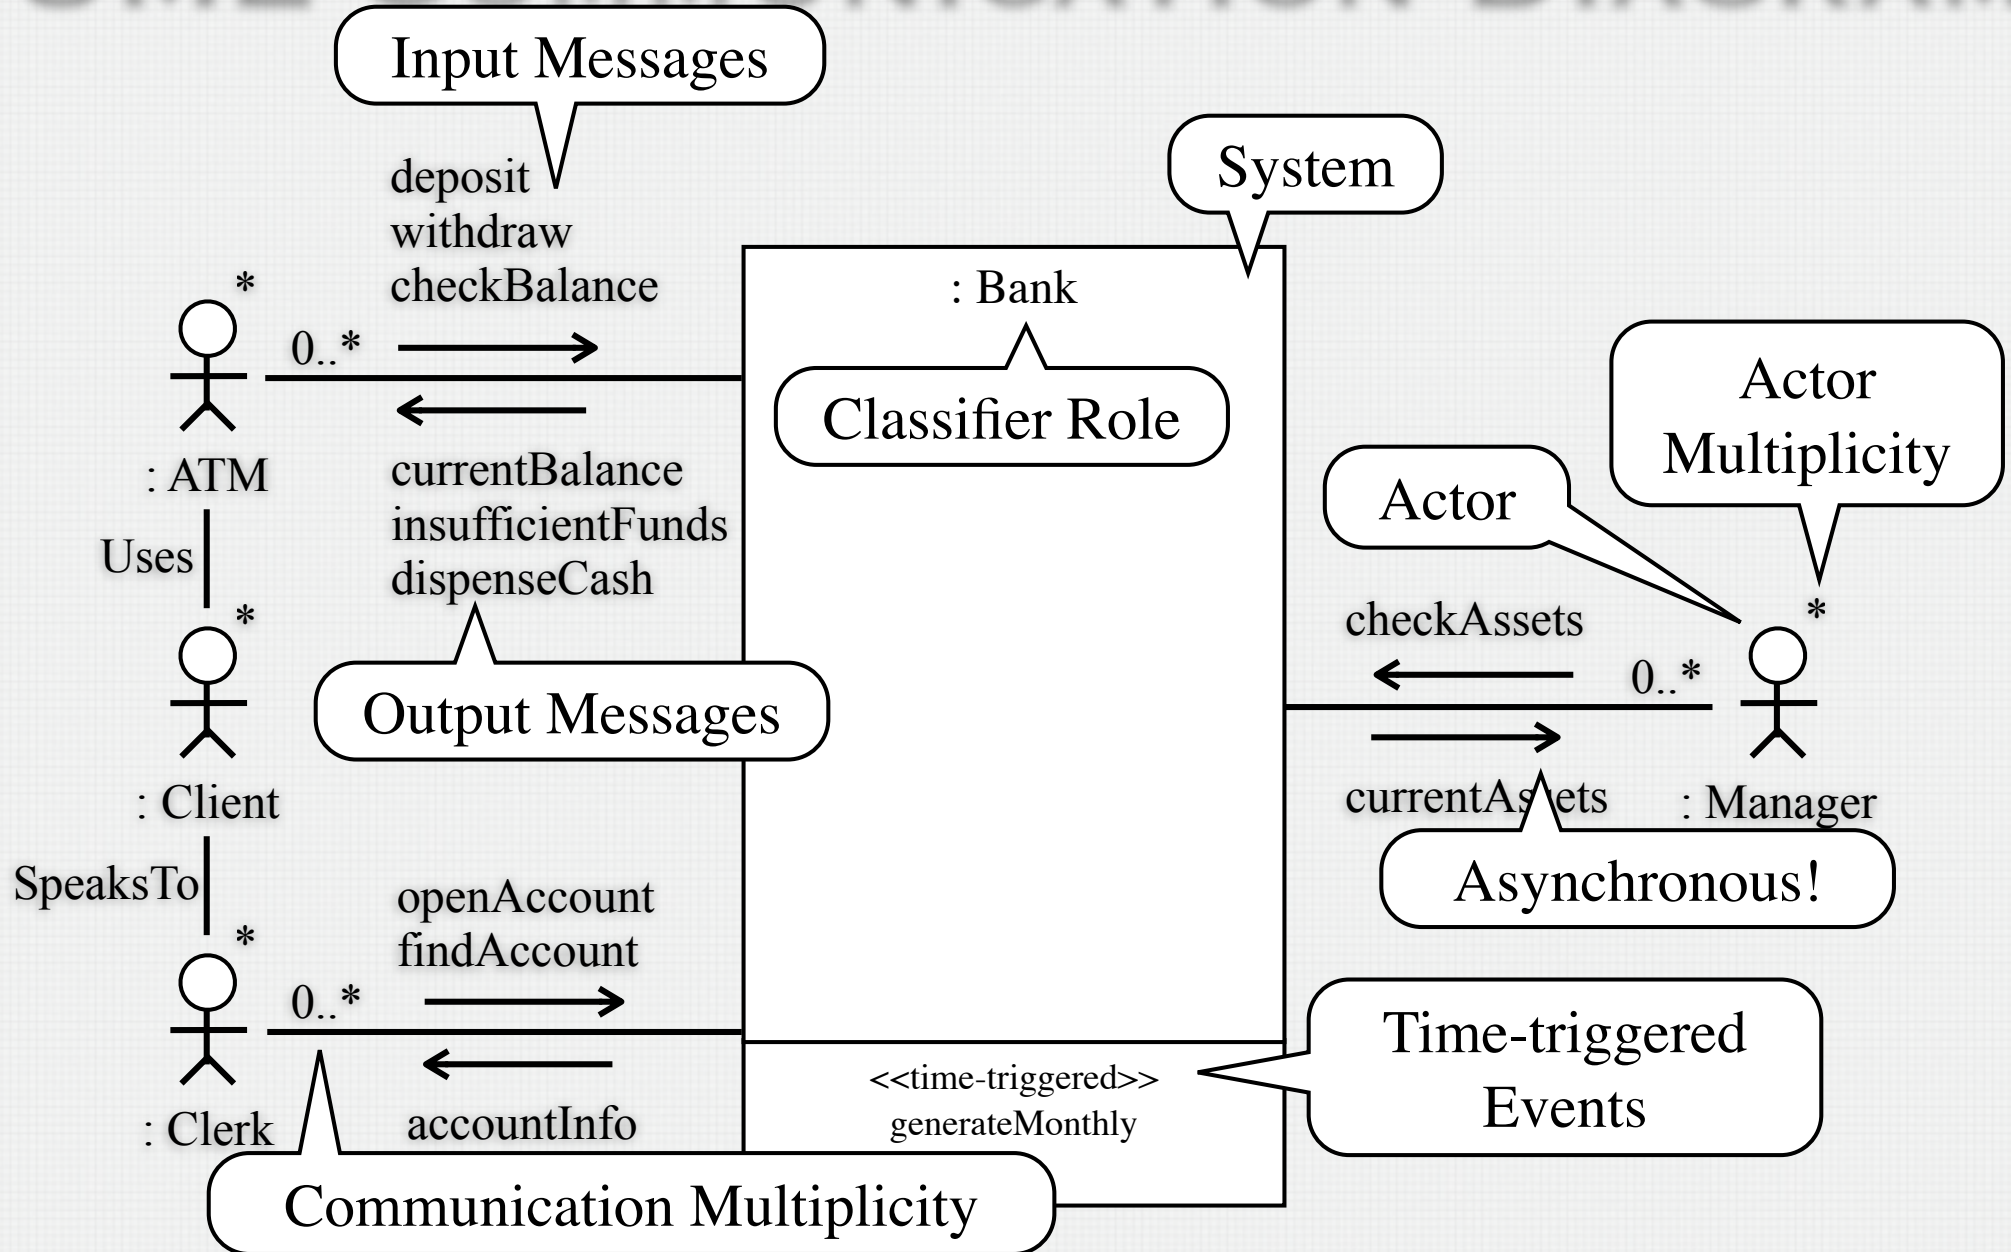 Input Messages
System
deposit
withdraw
checkBalance
*
0..*
: ATM
currentBalance
insufficientFunds
dispenseCash
Output Messages
: Bank
Classifier Role
Actor
Multiplicity
Actor
Uses
*
: Client
SpeaksTo
checkAssets
*
0..*
: Manager
Asynchronous!
openAccount
findAccount
*
0..*
: Clerk
accountInfo
Communication Multiplicity
<<time-triggered>>
generateMonthly
Time-triggered
Events